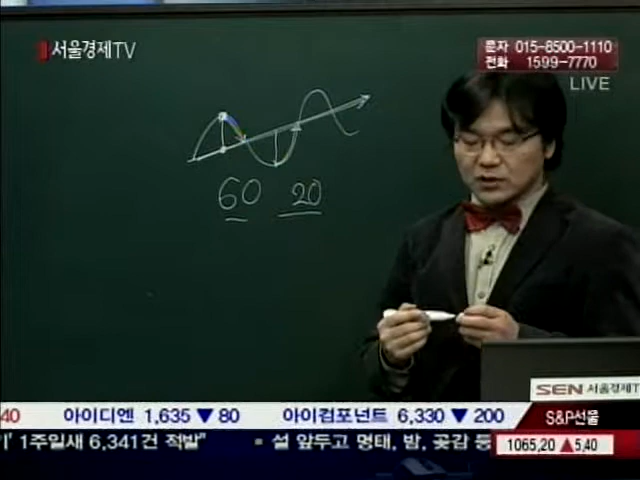 서울경제TV
문자 015-8500-1110
전화 1599-7770
LIVE
60 20
SEN 서울경제T
40 아이디엔 1,635 ▼ 80 아이컴포넌트 6,330 ▼ 200 S&P선물
1주일새 6,341건 적발" 설 앞두고 명태, 밤, 곶감 등 1065,20 ▲ 5,40